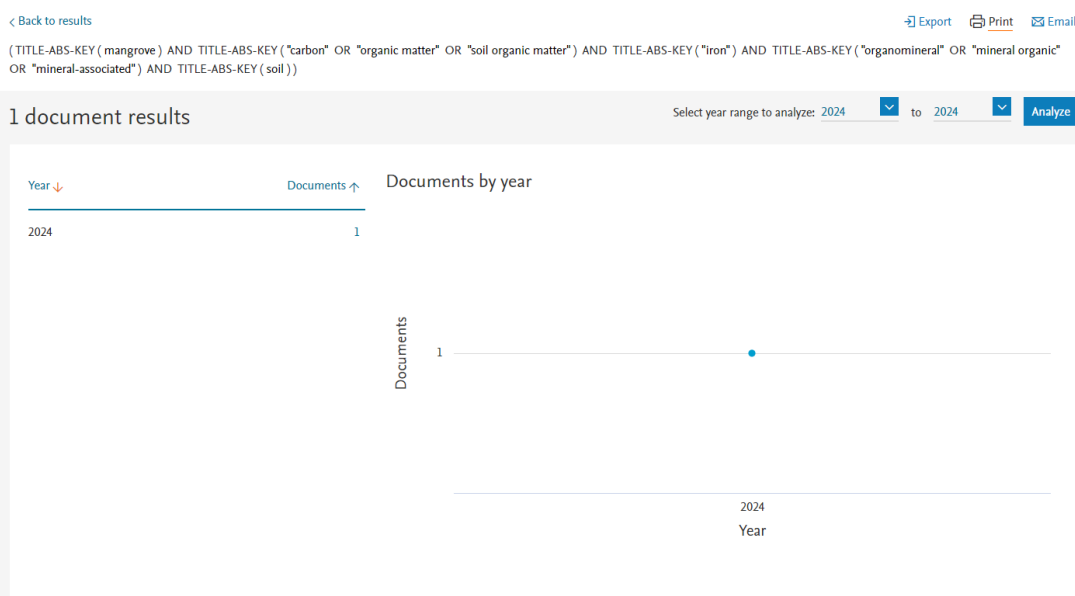 Back to results
Export Print Email
( TITLE-ABS-KEY ( mangrove ) AND TITLE-ABS-KEY ( "carbon" OR "organic matter" OR "soil organic matter" ) AND TITLE-ABS-KEY ( "iron" ) AND TITLE-ABS-KEY ( "organomineral" OR "mineral organic"
OR "mineral-associated" ) AND TITLE-ABS-KEY ( soil ) )
1 document results
Select year range to analyze: 2024 to 2024 Analyze
Year Documents
Documents by year
2024 1
Documents
1
2024
Year